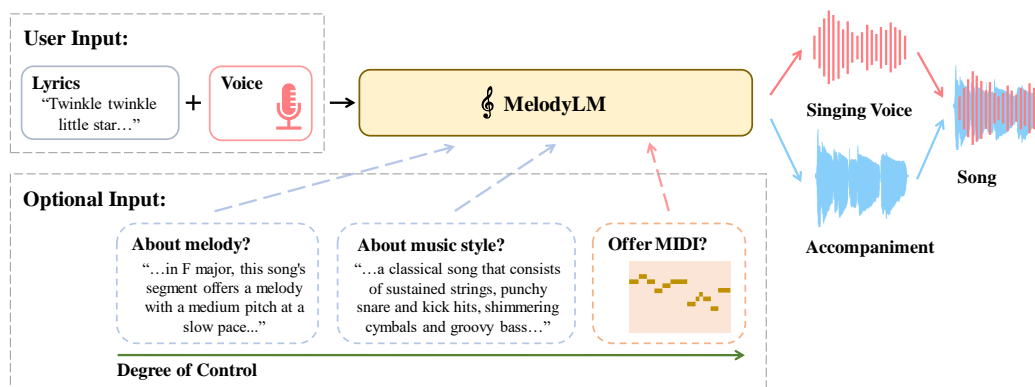 User Input:
Lyrics
“Twinkle twinkle
little star…”
+
Voice
MelodyLM
Singing Voice
Accompaniment
Song
Optional Input:
About melody?
“…in F major, this song's
segment offers a melody
with a medium pitch at a
slow pace...”
About music style?
“…a classical song that consists
of sustained strings, punchy
snare and kick hits, shimmering
cymbals and groovy bass…”
Offer MIDI?
Degree of Control